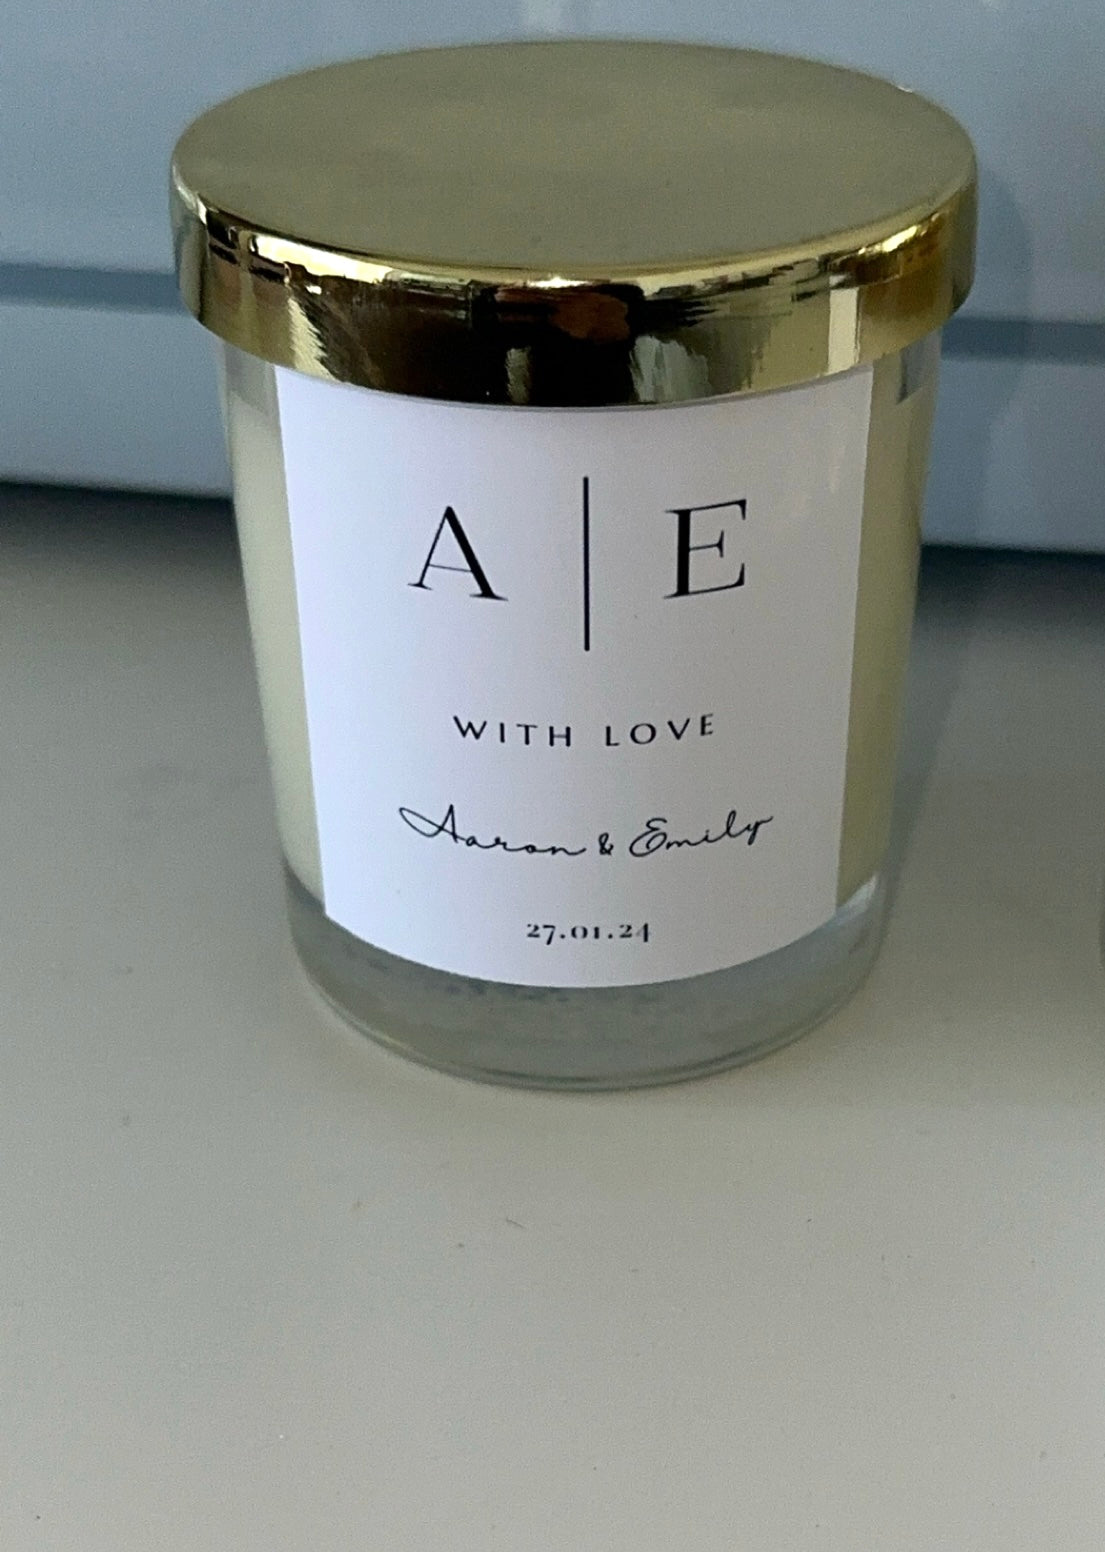 A | E
WITH LOVE
Aaron & Emily
27.01.24